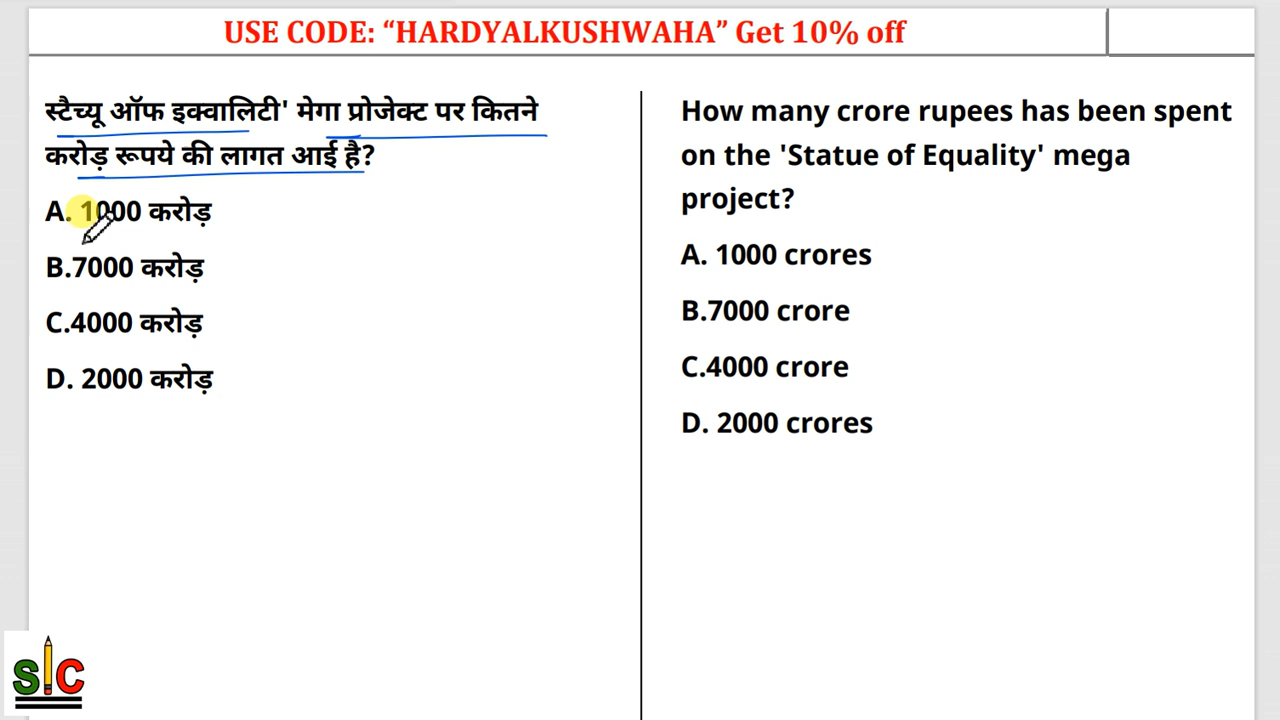 USE CODE: “HARDYALKUSHWAHA” Get 10% off
स्टैच्यू ऑफ इक्वालिटी' मेगा प्रोजेक्ट पर कितने
करोड़ रूपये की लागत आई है?
A. 1000 करोड़
B.7000 करोड़
C.4000 करोड़
D. 2000 करोड़
How many crore rupees has been spent
on the 'Statue of Equality' mega
project?
A. 1000 crores
B.7000 crore
C.4000 crore
D. 2000 crores
SIC